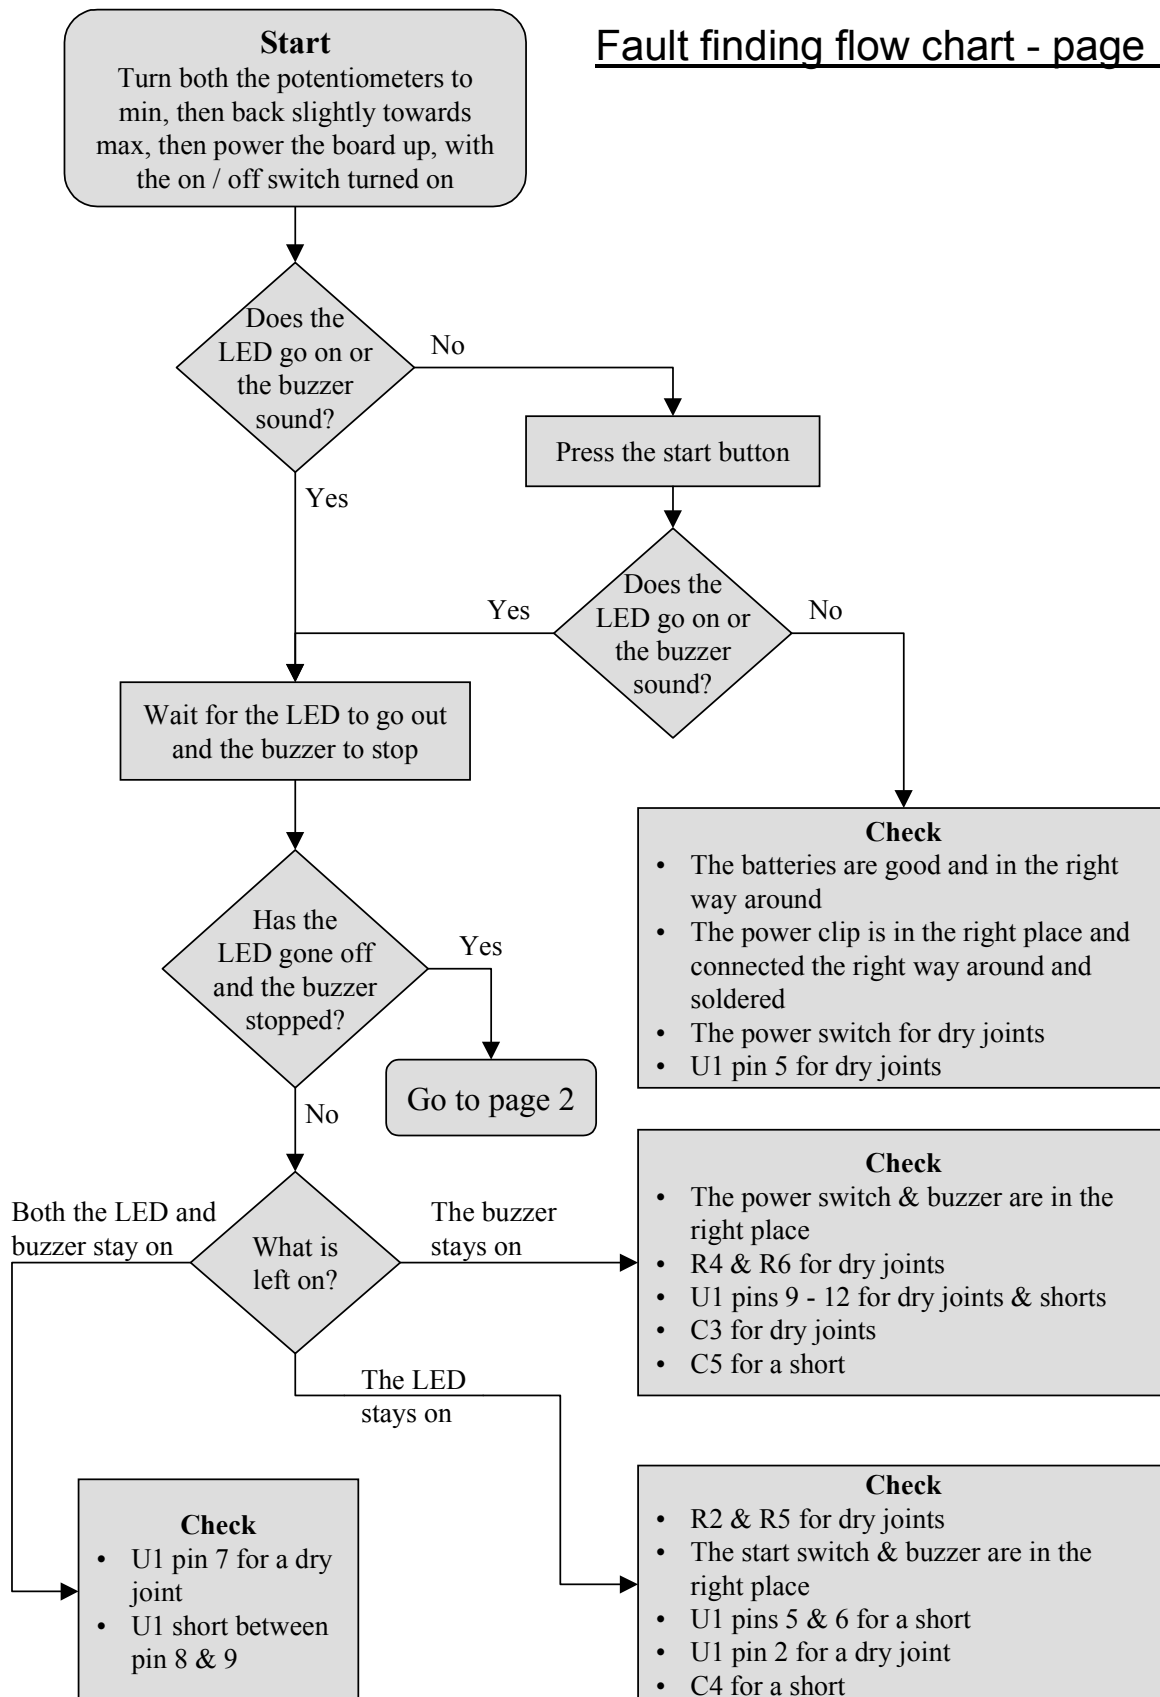 Fault finding flow chart - page
Start
Turn both the potentiometers to
min, then back slightly towards
max, then power the board up, with
the on / off switch turned on
Does the
LED go on or
the buzzer
sound?
No
Yes
Press the start button
Does the
LED go on or
the buzzer
sound?
Yes
No
Wait for the LED to go out
and the buzzer to stop
Check
• The batteries are good and in the right
way around
• The power clip is in the right place and
connected the right way around and
soldered
• The power switch for dry joints
• U1 pin 5 for dry joints
Has the
LED gone off
and the buzzer
stopped?
Yes
Go to page 2
No
What is
left on?
Both the LED and
buzzer stay on
The buzzer
stays on
The LED
stays on
Check
• The power switch & buzzer are in the
right place
• R4 & R6 for dry joints
• U1 pins 9 - 12 for dry joints & shorts
• C3 for dry joints
• C5 for a short
Check
• U1 pin 7 for a dry
joint
• U1 short between
pin 8 & 9
Check
• R2 & R5 for dry joints
• The start switch & buzzer are in the
right place
• U1 pins 5 & 6 for a short
• U1 pin 2 for a dry joint
• C4 for a short